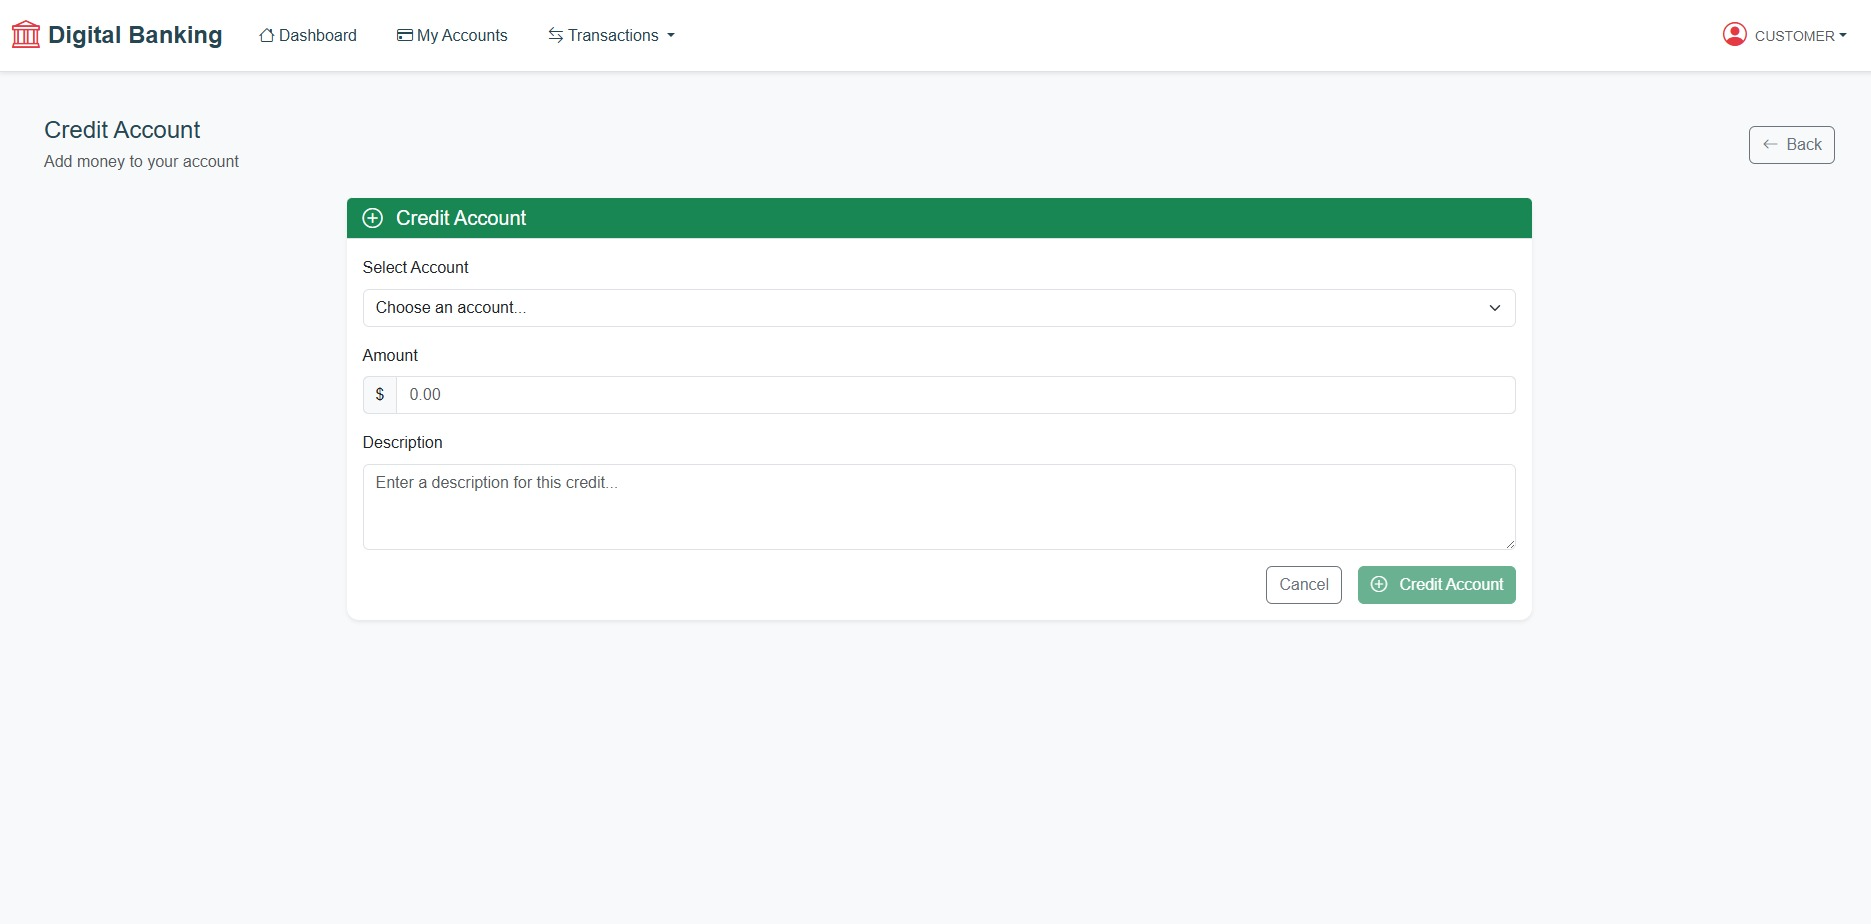 Digital Banking
Dashboard
My Accounts
Transactions
CUSTOMER
Credit Account
Add money to your account
Back
Credit Account
Select Account
Choose an account...
Amount
$ 0.00
Description
Enter a description for this credit...
Cancel
Credit Account